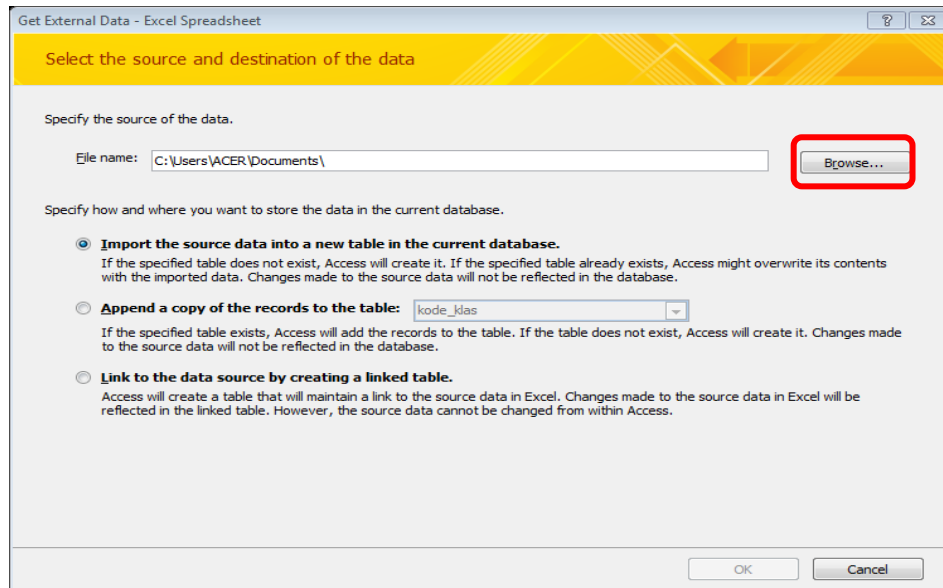 Get External Data - Excel Spreadsheet
Select the source and destination of the data
Specify the source of the data.
File name: C:\Users\ACER\Documents\ Browse...
Specify how and where you want to store the data in the current database.
Import the source data into a new table in the current database.
If the specified table does not exist, Access will create it. If the specified table already exists, Access might overwrite its contents
with the imported data. Changes made to the source data will not be reflected in the database.
Append a copy of the records to the table: kode_klas
If the specified table exists, Access will add the records to the table. If the table does not exist, Access will create it. Changes made
to the source data will not be reflected in the database.
Link to the data source by creating a linked table.
Access will create a table that will maintain a link to the source data in Excel. Changes made to the source data in Excel will be
reflected in the linked table. However, the source data cannot be changed from within Access.
OK Cancel